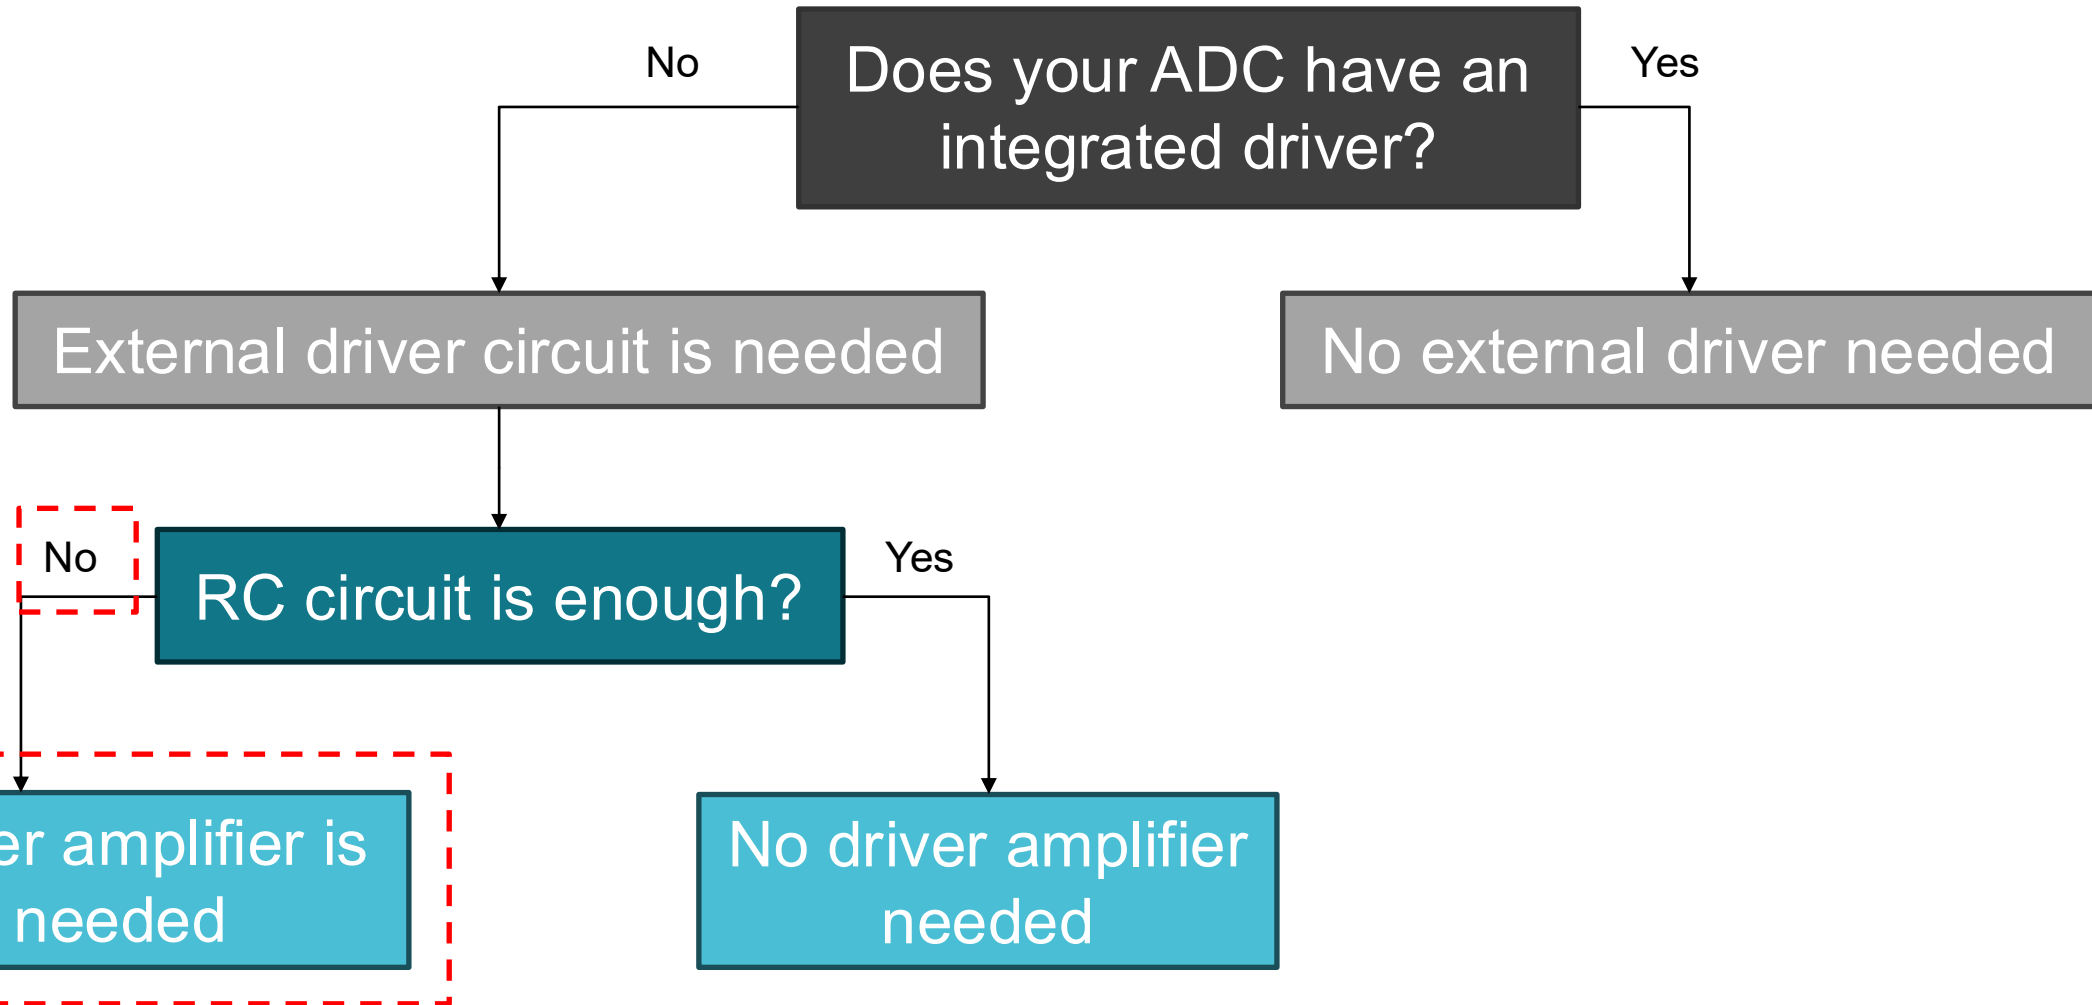 No
Does your ADC have an
integrated driver?
Yes
External driver circuit is needed
No external driver needed
No
RC circuit is enough?
Yes
amplifier is
needed
No driver amplifier
needed